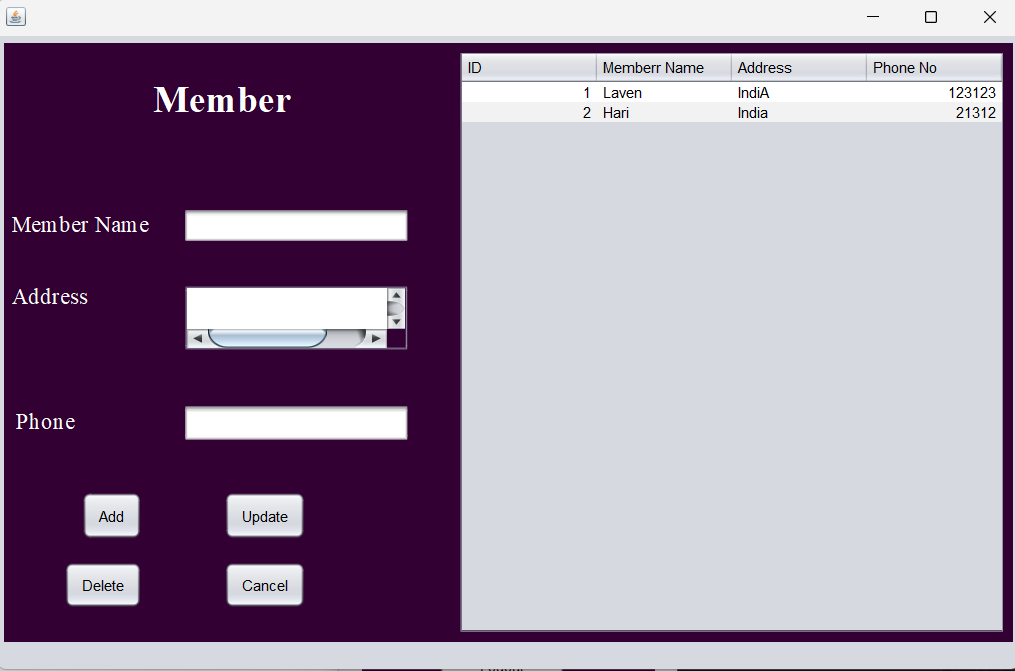 Member
Member Name
Address
Phone
Add Update
Delete Cancel
ID Memberr Name Address Phone No
1 Laven IndiA 123123
2 Hari India 21312